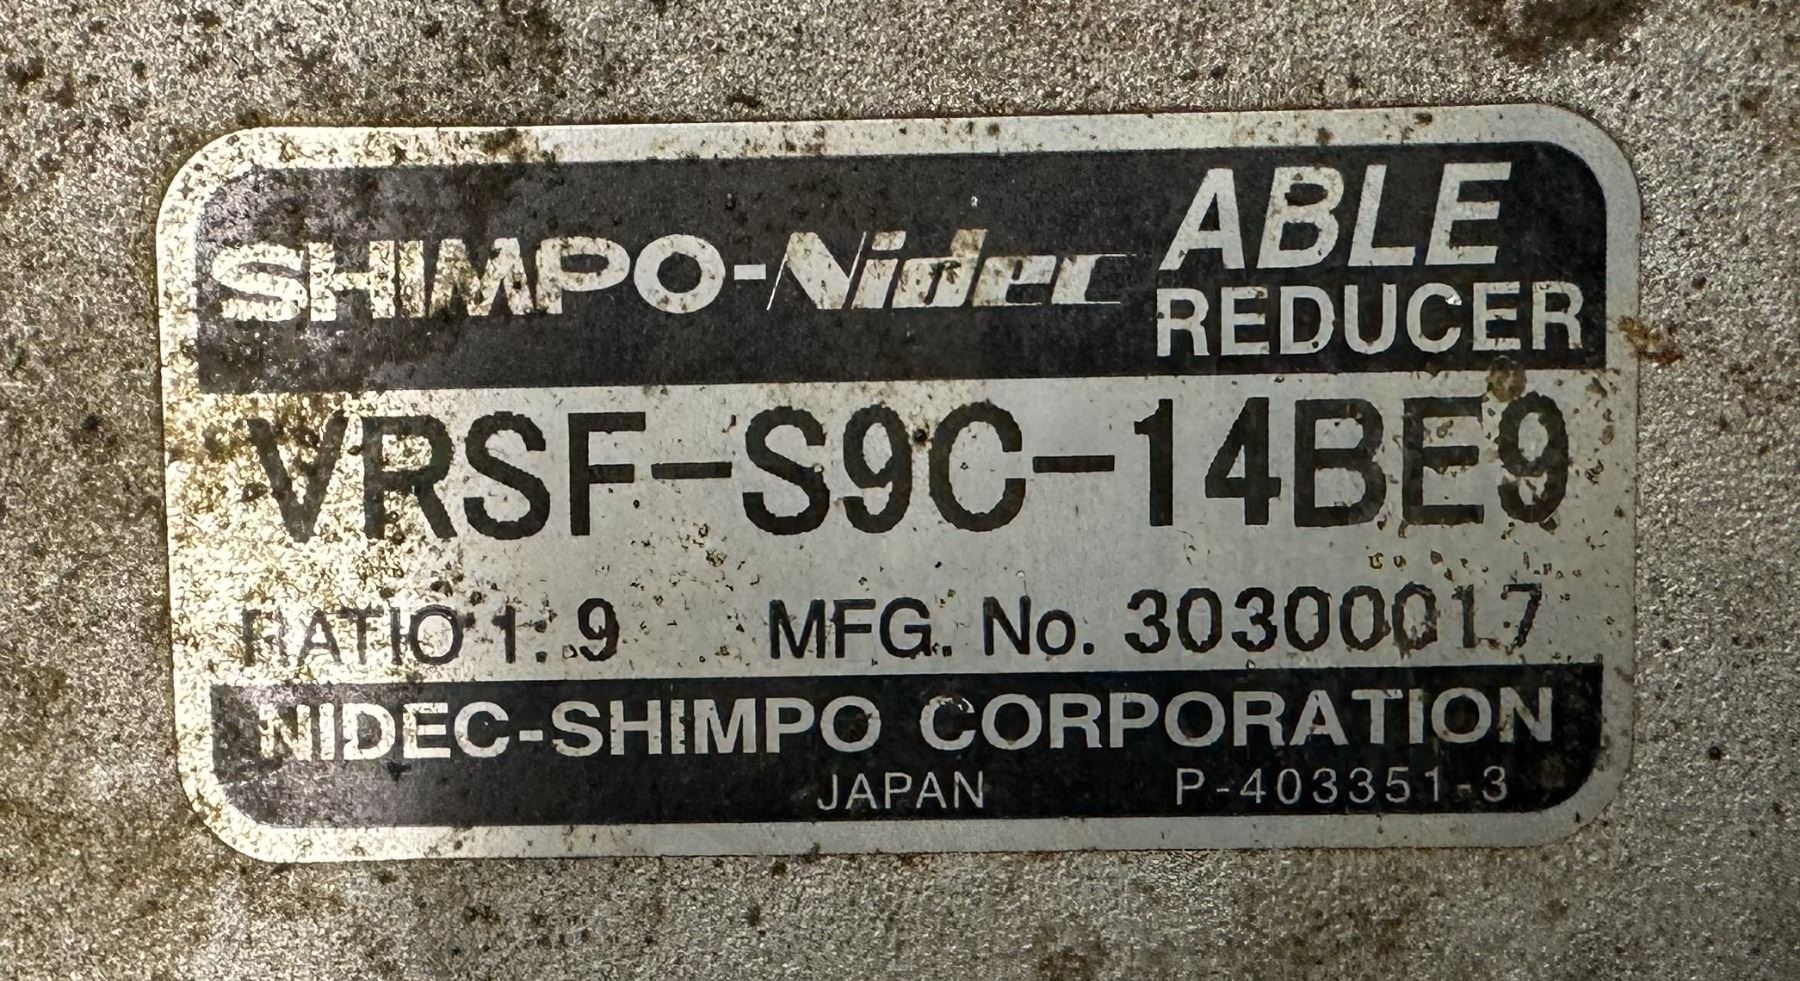 SHIMPO-Nidec ABLE
REDUCER
VRSF-S9C-14BE9
RATIO 1: 9 MFG. No. 30300017
NIDEC-SHIMPO CORPORATION
JAPAN P-403351-3